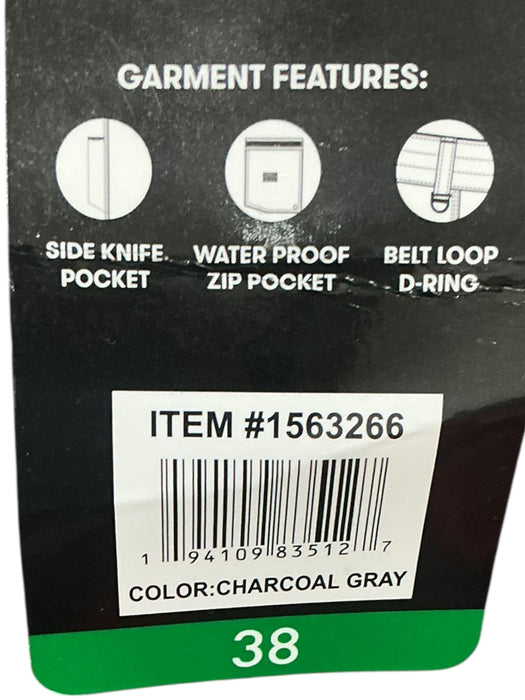 GARMENT FEATURES:
SIDE KNIFE POCKET
WATER PROOF ZIP POCKET
BELT LOOP D-RING
ITEM #1563266
1 94109 83512 7
COLOR:CHARCOAL GRAY
38